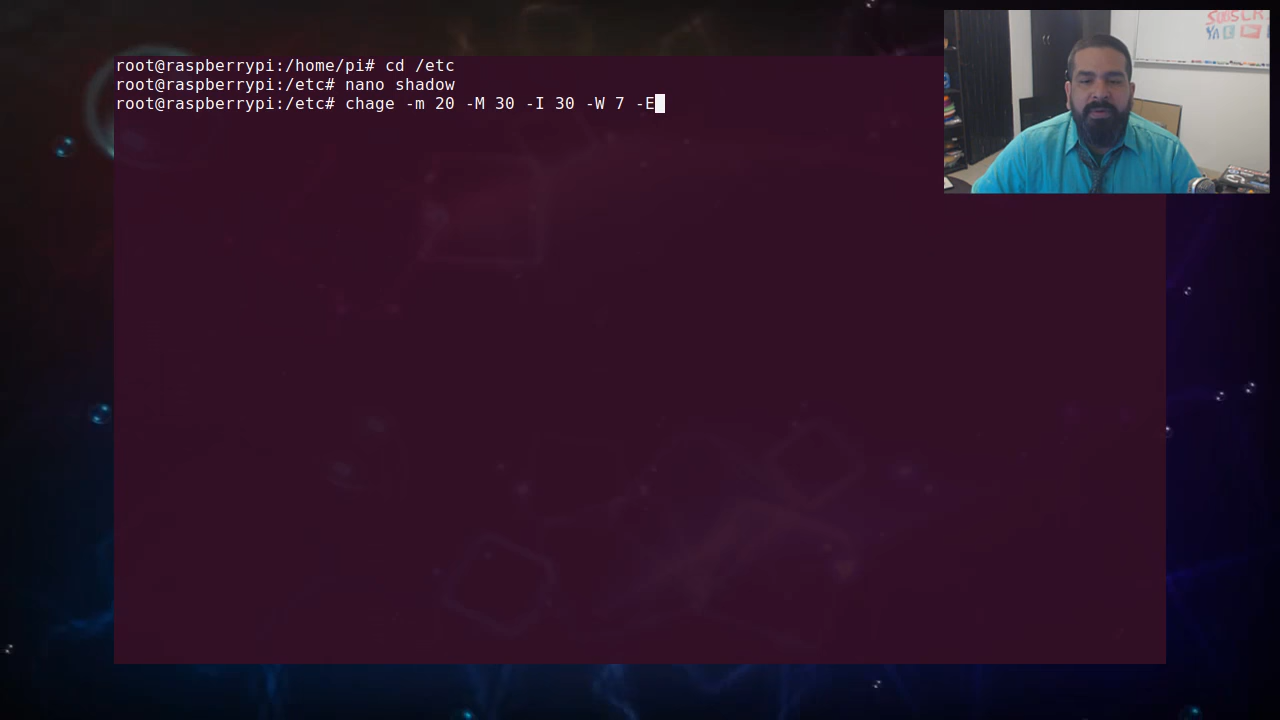 root@raspberrypi:/home/pi# cd /etc
root@raspberrypi:/etc# nano shadow
root@raspberrypi:/etc# chage -m 20 -M 30 -I 30 -W 7 -E
SUBSCR